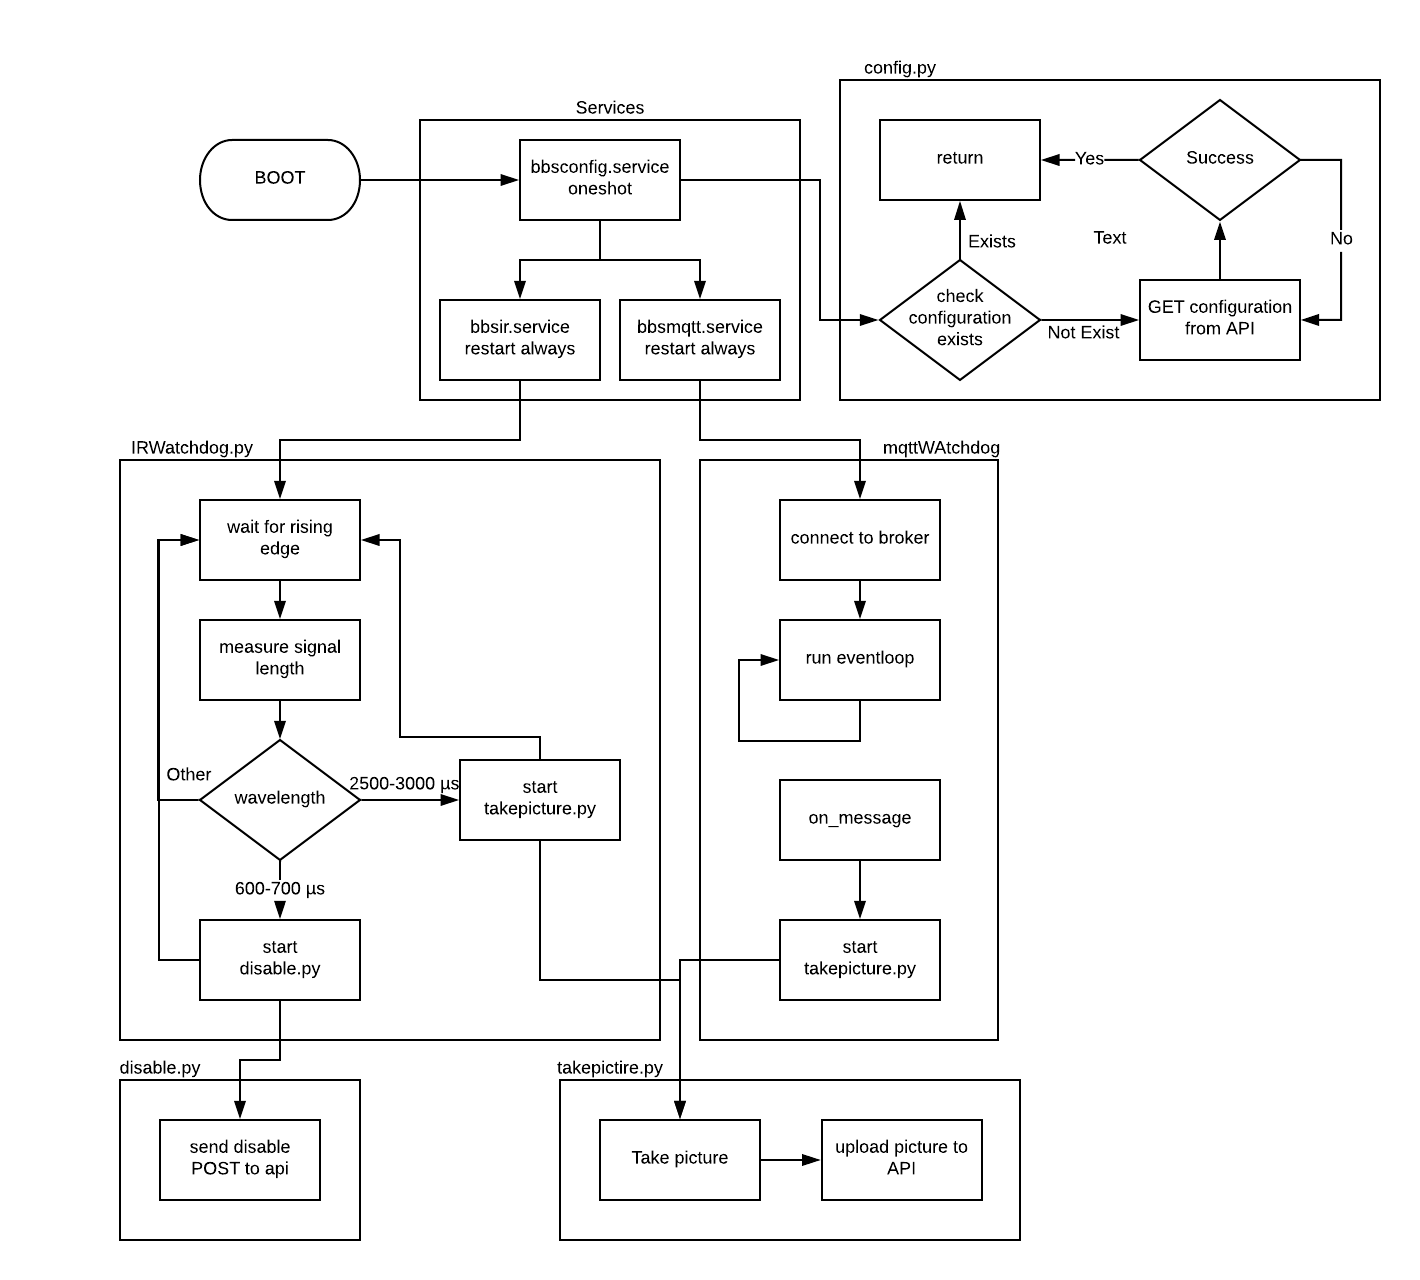 config.py
Services
BOOT
bbsconfig.service
oneshot
return
Yes
Success
Exists
Text
No
bbsir.service
restart always
bbsmqtt.service
restart always
check
configuration
exists
Not Exist
GET configuration
from API
IRWatchdog.py
wait for rising
edge
measure signal
length
Other
wavelength
2500-3000 µs
start
takepicture.py
600-700 µs
start
disable.py
mqttWAtchdog
connect to broker
run eventloop
on_message
start
takepicture.py
disable.py
send disable
POST to api
takepictire.py
Take picture
upload picture to
API